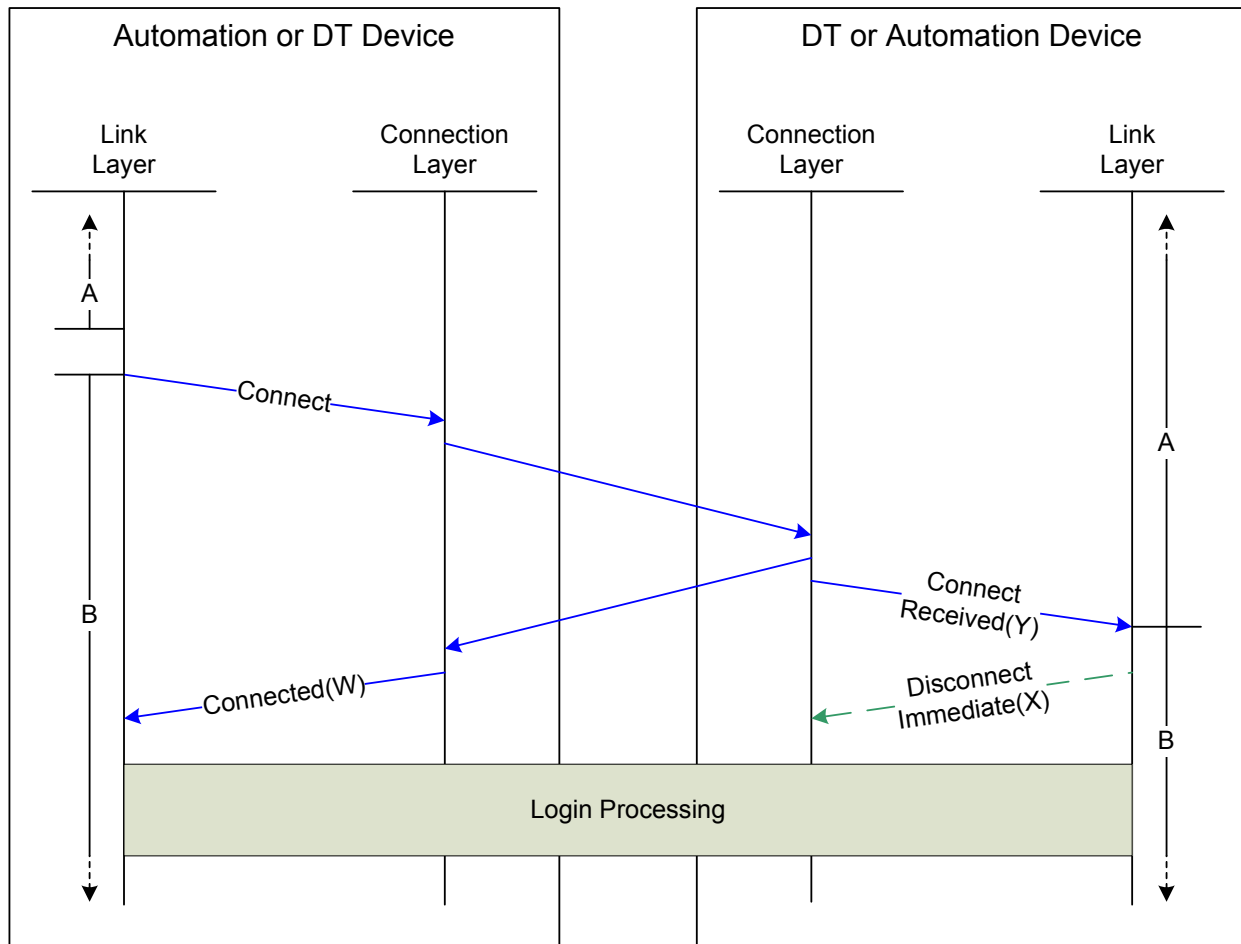 Automation or DT Device
DT or Automation Device
Link
Layer
Connection
Layer
Connection
Layer
Link
Layer
A
Connect
A
Connect
Received(Y)
B
Connected(W)
Disconnect
Immediate(X)
B
Login Processing